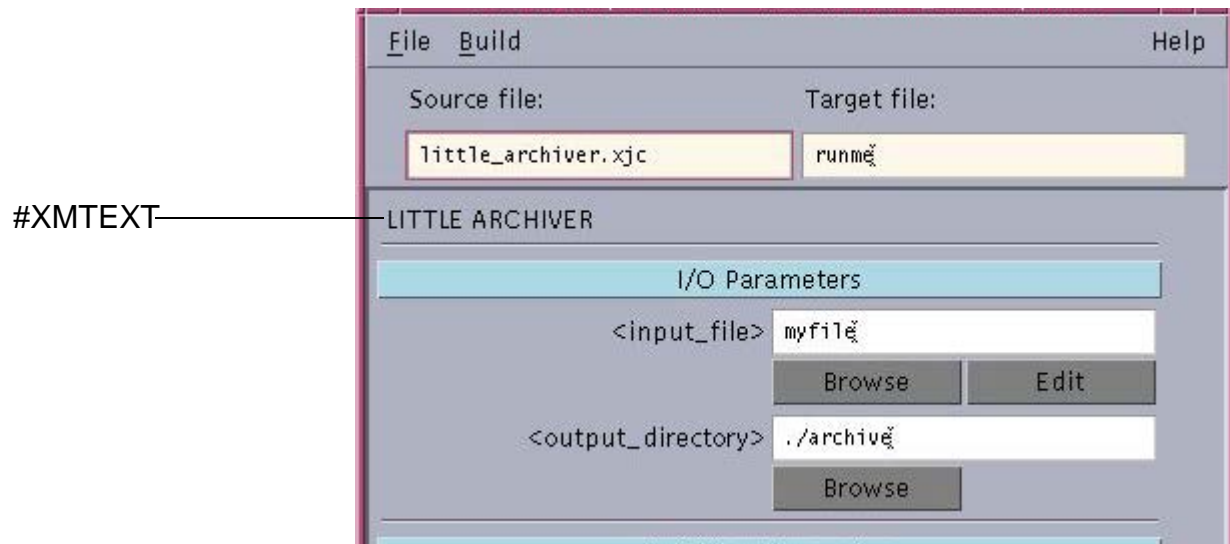 File Build Help
Source file: Target file:
little_archiver.xjc runme
#XMTEXT LITTLE ARCHIVER
I/O Parameters
<input_file> myfile
Browse Edit
<output_directory> ./archive
Browse